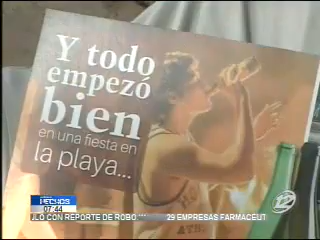 Y todo
empezó
bien
en una fiesta en
la playa...
HECHOS
07:44
12
LO CON REPORTE DE ROBO 29 EMPRESAS FARMACEUT